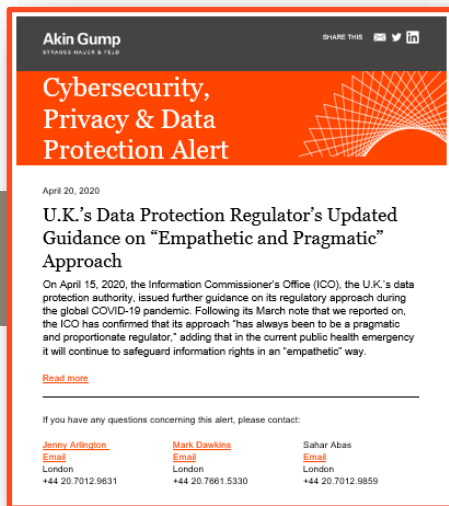 Akin Gump
STRAUSS HAUER & FELD
SHARE THIS
Cybersecurity,
Privacy & Data
Protection Alert
April 20, 2020
U.K.’s Data Protection Regulator’s Updated
Guidance on “Empathetic and Pragmatic”
Approach
On April 15, 2020, the Information Commissioner’s Office (ICO), the U.K.’s data
protection authority, issued further guidance on its regulatory approach during
the global COVID-19 pandemic. Following its March note that we reported on,
the ICO has confirmed that its approach “has always been to be a pragmatic
and proportionate regulator,” adding that in the current public health emergency
it will continue to safeguard information rights in an “empathetic” way.
Read more
If you have any questions concerning this alert, please contact:
Jenny Arlington
Email
London
+44 20.7012.9631
Mark Dawkins
Email
London
+44 20.7661.5330
Sahar Abas
Email
London
+44 20.7012.9859